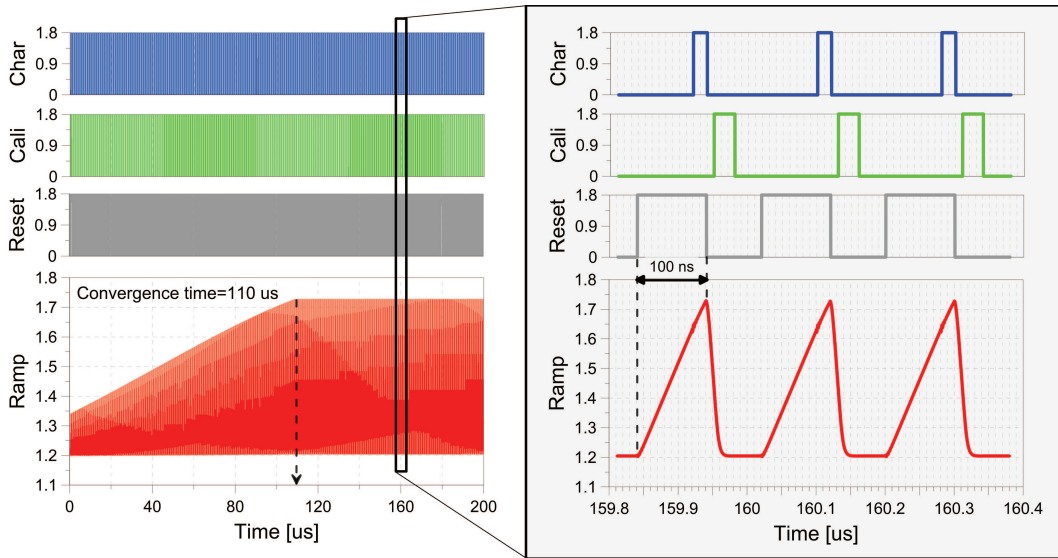 Char
1.8
0.9
0
Cali
1.8
0.9
0
Reset
1.8
0.9
0
Ramp
1.8
1.7
1.6
1.5
1.4
1.3
1.2
1.1
Convergence time=110 us
0 40 80 120 160 200
Time [us]
Char
1.8
0.9
0
Cali
1.8
0.9
0
Reset
1.8
0.9
0
100 ns
Ramp
1.8
1.7
1.6
1.5
1.4
1.3
1.2
1.1
159.8 159.9 160 160.1 160.2 160.3 160.4
Time [us]